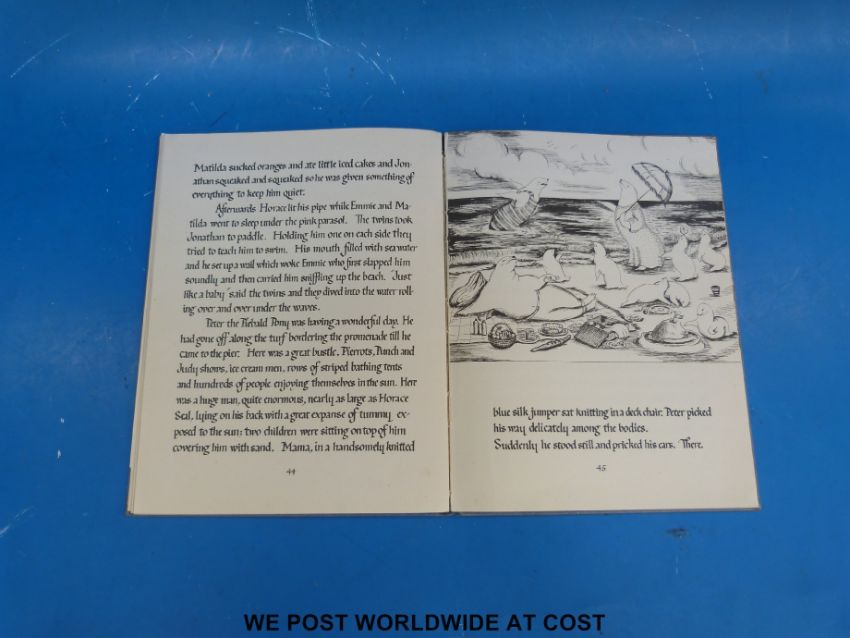 Matilda sucked oranges and ate little iced cakes and Jon-
athan squeaked and squeaked so he was given something of
everything to keep him quiet.
Afterwards Horace lit his pipe while Emmie and Ma-
tilda went to sleep under the pink parasol. The twins took
Jonathan to paddle. Holding him one on each side they
tried to teach him to swim. His mouth filled with sea water
and he set up a wail which woke Emmie who first slapped him
soundly and then carried him sniffling up the beach. "Just
like a baby" said the twins and they dived into the water roll-
ing over and over under the waves.
Peter the Piebald Pony was having a wonderful day. He
had gone off along the turf bordering the promenade till he
came to the pier. Here was a great bustle, Pierrots, Punch and
Judy shows, ice cream men, rows of striped bathing tents
and hundreds of people enjoying themselves in the sun. Here
was a huge man, quite enormous, nearly as large as Horace
Seal, lying on his back with a great expanse of tummy ex-
posed to the sun: two children were sitting on top of him
covering him with sand. Mama, in a handsomely knitted
44
blue silk jumper sat knitting in a deck chair. Peter picked
his way delicately among the bodies.
Suddenly he stood still and pricked his ears. There,
45
WE POST WORLDWIDE AT COST